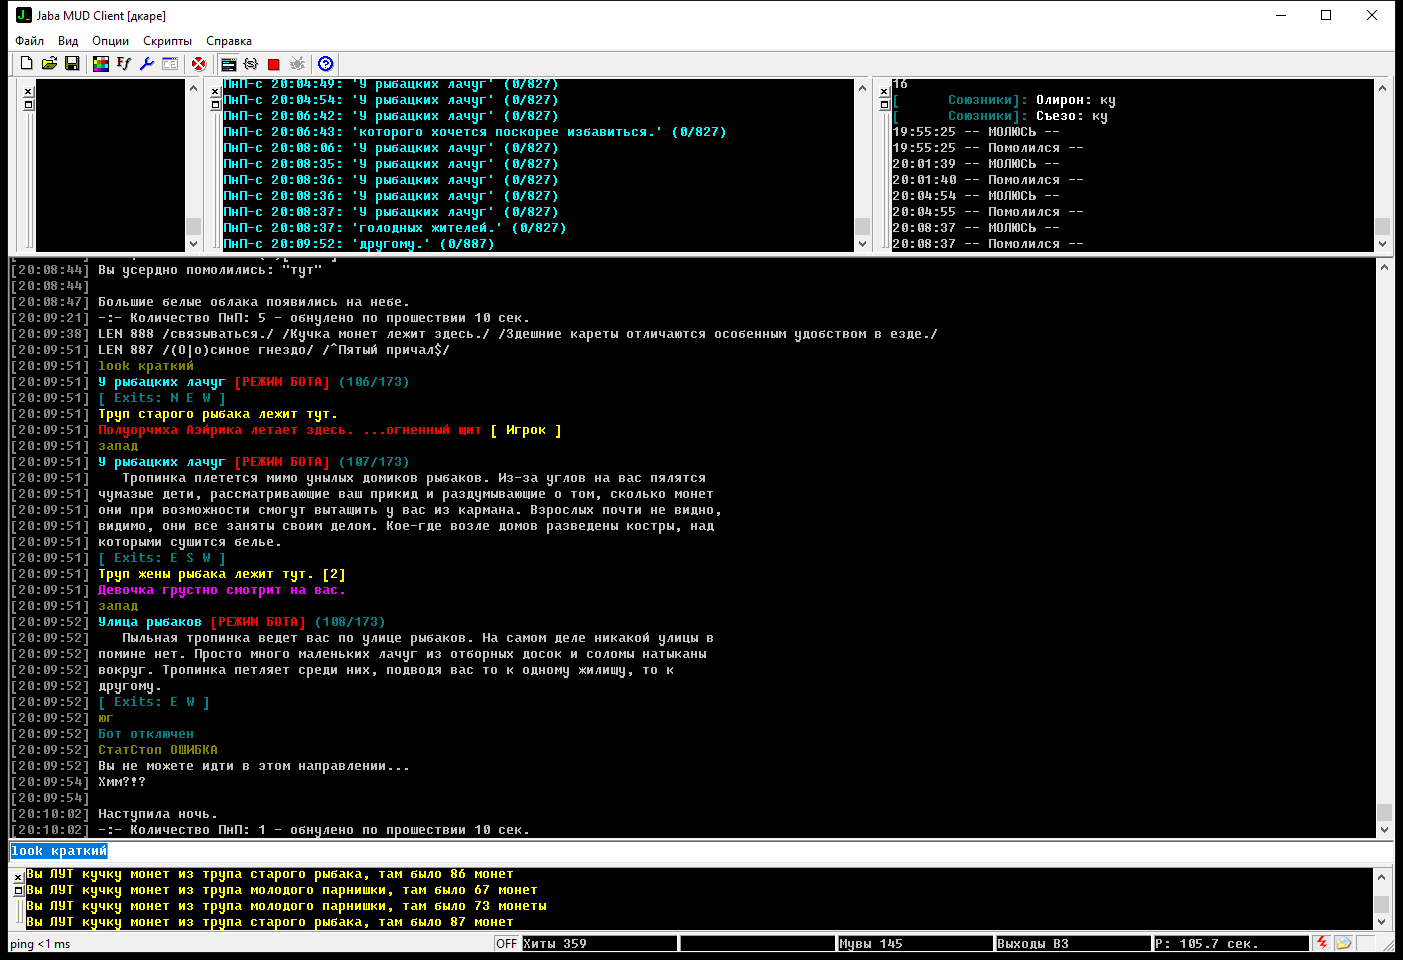 Jaba MUD Client [дкаре]
Файл Вид Опции Скрипты Справка
ПнП-с 20:04:49: 'У рыбацких лачуг' (0/827)
ПнП-с 20:04:54: 'У рыбацких лачуг' (0/827)
ПнП-с 20:06:42: 'У рыбацких лачуг' (0/827)
ПнП-с 20:06:43: 'которого хочется поскорее избавиться.' (0/827)
ПнП-с 20:08:06: 'У рыбацких лачуг' (0/827)
ПнП-с 20:08:35: 'У рыбацких лачуг' (0/827)
ПнП-с 20:08:36: 'У рыбацких лачуг' (0/827)
ПнП-с 20:08:36: 'У рыбацких лачуг' (0/827)
ПнП-с 20:08:37: 'У рыбацких лачуг' (0/827)
ПнП-с 20:08:37: 'голодных жителей.' (0/827)
ПнП-с 20:09:52: 'другому.' (0/887)
16
[ Союзники]: Олирон: ку
[ Союзники]: Съезо: ку
19:55:25 -- МОЛЮСЬ --
19:55:25 -- Помолился --
20:01:39 -- МОЛЮСЬ --
20:01:40 -- Помолился --
20:04:54 -- МОЛЮСЬ --
20:04:55 -- Помолился --
20:08:37 -- МОЛЮСЬ --
20:08:37 -- Помолился --
[20:08:44] Вы усердно помолились: "тут"
[20:08:44]
[20:08:47] Большие белые облака появились на небе.
[20:09:21] -:- Количество ПнП: 5 - обнулено по прошествии 10 сек.
[20:09:38] LEN 888 /связываться./ /Кучка монет лежит здесь./ /Здешние кареты отличаются особенным удобством в езде./
[20:09:51] LEN 887 /(О|о)синое гнездо/ /^Пятый причал$/
[20:09:51] look краткий
[20:09:51] У рыбацких лачуг [РЕЖИМ БОТА] (106/173)
[20:09:51] [ Exits: N E W ]
[20:09:51] Труп старого рыбака лежит тут.
[20:09:51] Полуорчиха Аэйрика летает здесь. ...огненный щит [ Игрок ]
[20:09:51] запад
[20:09:51] У рыбацких лачуг [РЕЖИМ БОТА] (107/173)
[20:09:51] Тропинка плетется мимо унылых домиков рыбаков. Из-за углов на вас пялятся
[20:09:51] чумазые дети, рассматривающие ваш прикид и раздумывающие о том, сколько монет
[20:09:51] они при возможности смогут вытащить у вас из кармана. Взрослых почти не видно,
[20:09:51] видимо, они все заняты своим делом. Кое-где возле домов разведены костры, над
[20:09:51] которыми сушится белье.
[20:09:51] [ Exits: E S W ]
[20:09:51] Труп жены рыбака лежит тут. [2]
[20:09:51] Девочка грустно смотрит на вас.
[20:09:51] запад
[20:09:52] Улица рыбаков [РЕЖИМ БОТА] (108/173)
[20:09:52] Пыльная тропинка ведет вас по улице рыбаков. На самом деле никакой улицы в
[20:09:52] помине нет. Просто много маленьких лачуг из отборных досок и соломы натыканы
[20:09:52] вокруг. Тропинка петляет среди них, подводя вас то к одному жилищу, то к
[20:09:52] другому.
[20:09:52] [ Exits: E W ]
[20:09:52] юг
[20:09:52] Бот отключен
[20:09:52] СтатСтоп ОШИБКА
[20:09:52] Вы не можете идти в этом направлении...
[20:09:54] Хмм?!?
[20:09:54]
[20:10:02] Наступила ночь.
[20:10:02] -:- Количество ПнП: 1 - обнулено по прошествии 10 сек.
look краткий
Вы ЛУТ кучку монет из трупа старого рыбака, там было 86 монет
Вы ЛУТ кучку монет из трупа молодого парнишки, там было 67 монет
Вы ЛУТ кучку монет из трупа молодого парнишки, там было 73 монеты
Вы ЛУТ кучку монет из трупа старого рыбака, там было 87 монет
ping <1 ms OFF Хиты 359 Мувы 145 Выходы ВЗ Р: 105.7 сек.